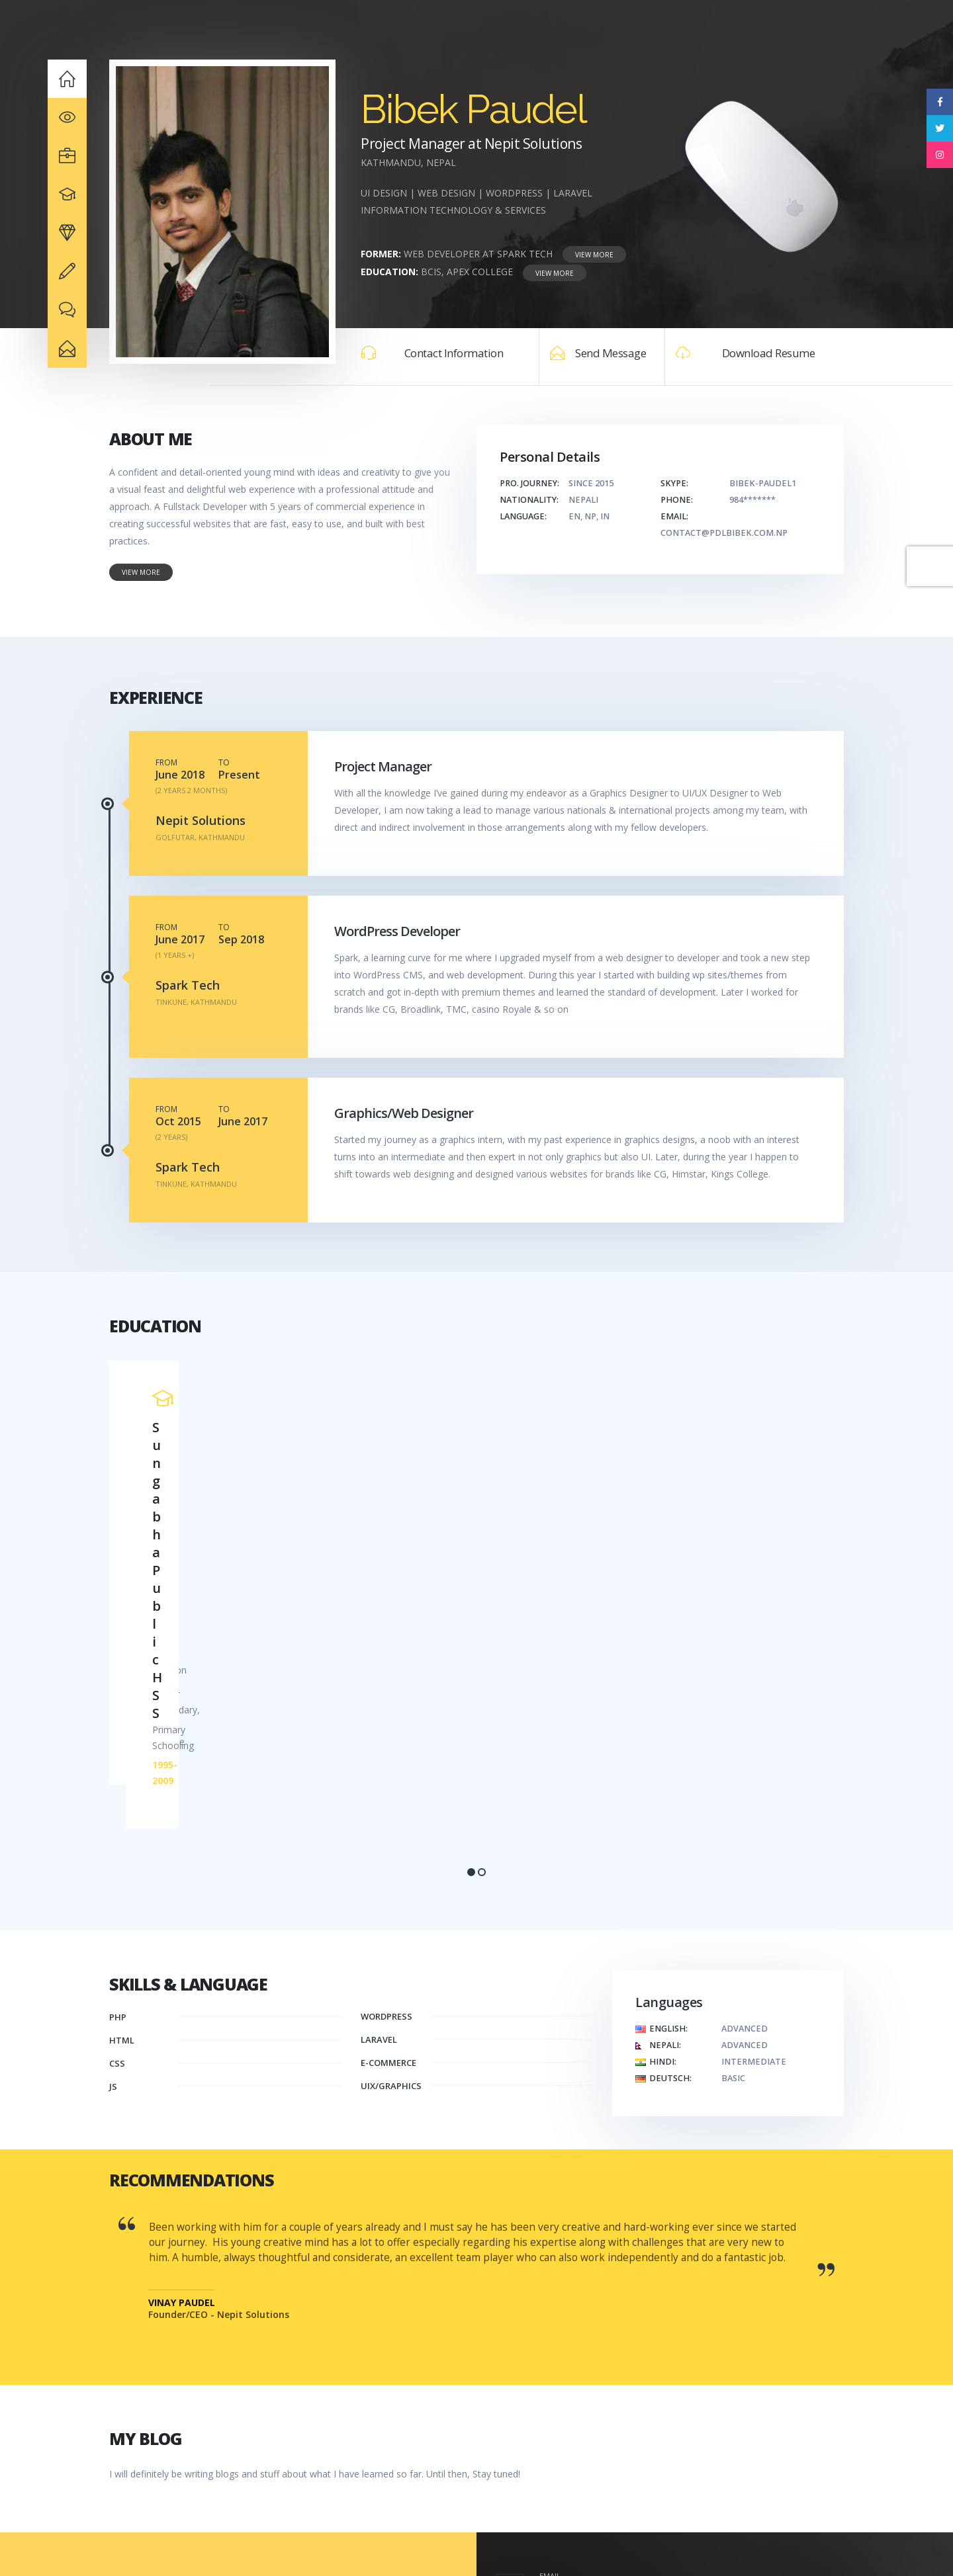 Bibek Paudel
Project Manager at Nepit Solutions
KATHMANDU, NEPAL
UI DESIGN | WEB DESIGN | WORDPRESS | LARAVEL
INFORMATION TECHNOLOGY & SERVICES
FORMER: WEB DEVELOPER AT SPARK TECH VIEW MORE
EDUCATION: BCIS, APEX COLLEGE VIEW MORE
Contact Information
Send Message
Download Resume
ABOUT ME
A confident and detail-oriented young mind with ideas and creativity to give you
a visual feast and delightful web experience with a professional attitude and
approach. A Fullstack Developer with 5 years of commercial experience in
creating successful websites that are fast, easy to use, and built with best
practices.
VIEW MORE
Personal Details
PRO. JOURNEY: SINCE 2015
NATIONALITY: NEPALI
LANGUAGE: EN, NP, IN
SKYPE: BIBEK-PAUDEL1
PHONE: 984*******
EMAIL:
CONTACT@PDLBIBEK.COM.NP
EXPERIENCE
FROM TO
June 2018 Present
(2 YEARS 2 MONTHS)
Nepit Solutions
GOLFUTAR, KATHMANDU
Project Manager
With all the knowledge I've gained during my endeavor as a Graphics Designer to UI/UX Designer to Web
Developer, I am now taking a lead to manage various nationals & international projects among my team, with
direct and indirect involvement in those arrangements along with my fellow developers.
FROM TO
June 2017 Sep 2018
(1 YEARS +)
Spark Tech
TINKUNE, KATHMANDU
WordPress Developer
Spark, a learning curve for me where I upgraded myself from a web designer to developer and took a new step
into WordPress CMS, and web development. During this year I started with building wp sites/themes from
scratch and got in-depth with premium themes and learned the standard of development. Later I worked for
brands like CG, Broadlink, TMC, casino Royale & so on
FROM TO
Oct 2015 June 2017
(2 YEARS)
Spark Tech
TINKUNE, KATHMANDU
Graphics/Web Designer
Started my journey as a graphics intern, with my past experience in graphics designs, a noob with an interest
turns into an intermediate and then expert in not only graphics but also UI. Later, during the year I happen to
shift towards web designing and designed various websites for brands like CG, Himstar, Kings College.
EDUCATION
S
u
n
g
a
b
h
a
P
u
b
l
i
c
H
S
S
Primary
Schooling
1995-
2009
SKILLS & LANGUAGE
PHP
HTML
CSS
JS
WORDPRESS
LARAVEL
E-COMMERCE
UIX/GRAPHICS
Languages
ENGLISH: ADVANCED
NEPALI: ADVANCED
HINDI: INTERMEDIATE
DEUTSCH: BASIC
RECOMMENDATIONS
“
Been working with him for a couple of years already and I must say he has been very creative and hard-working ever since we started
our journey. His young creative mind has a lot to offer especially regarding his expertise along with challenges that are very new to
him. A humble, always thoughtful and considerate, an excellent team player who can also work independently and do a fantastic job.
”
VINAY PAUDEL
Founder/CEO - Nepit Solutions
MY BLOG
I will definitely be writing blogs and stuff about what I have learned so far. Until then, Stay tuned!